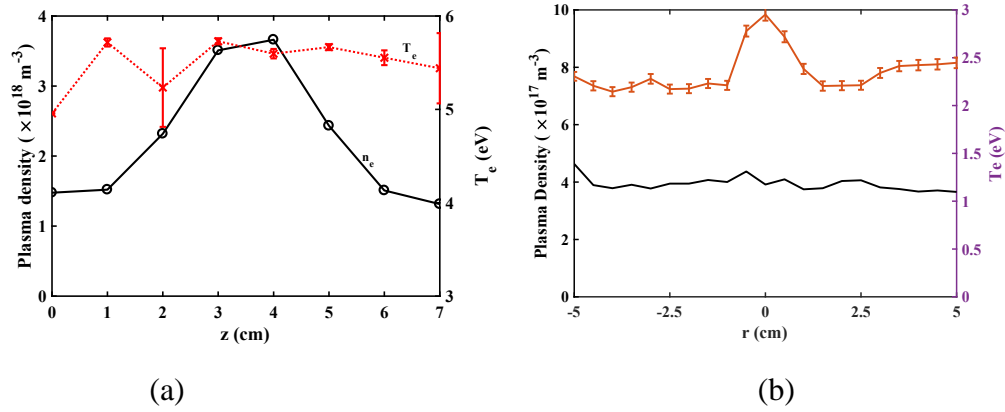 4
3
2
1
0
Plasma density ( ×10^18 m^-3)
6
5
4
3
T_e (eV)
T_e
n_e
0 1 2 3 4 5 6 7
z (cm)
(a)
10
8
6
4
2
0
Plasma Density ( ×10^17 m^-3)
3
2.5
2
1.5
1
0.5
0
Te (eV)
-5 -2.5 0 2.5 5
r (cm)
(b)